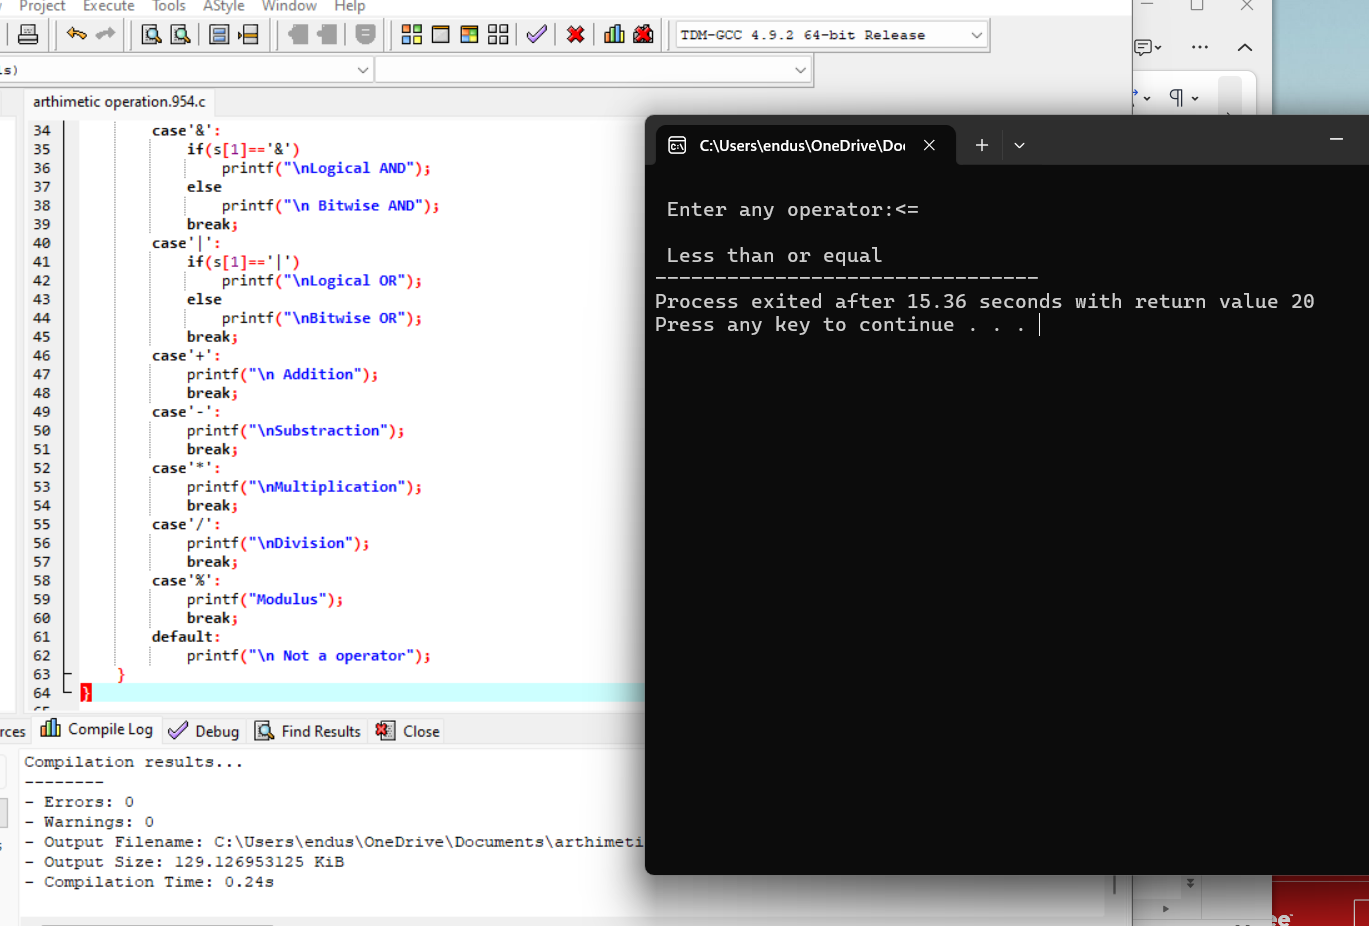 Project Execute Tools AStyle Window Help
TDM-GCC 4.9.2 64-bit Release
s)
arthimetic operation.954.c
34 case'&':
35 if(s[1]=='&')
36 printf("\nLogical AND");
37 else
38 printf("\n Bitwise AND");
39 break;
40 case'|':
41 if(s[1]=='|')
42 printf("\nLogical OR");
43 else
44 printf("\nBitwise OR");
45 break;
46 case'+':
47 printf("\n Addition");
48 break;
49 case'-':
50 printf("\nSubstraction");
51 break;
52 case'*':
53 printf("\nMultiplication");
54 break;
55 case'/':
56 printf("\nDivision");
57 break;
58 case'%':
59 printf("Modulus");
60 break;
61 default:
62 printf("\n Not a operator");
63 }
64 }
rces Compile Log Debug Find Results Close
Compilation results...
--------
- Errors: 0
- Warnings: 0
- Output Filename: C:\Users\endus\OneDrive\Documents\arthimeti
- Output Size: 129.126953125 KiB
- Compilation Time: 0.24s
C:\Users\endus\OneDrive\Doc
Enter any operator:<=
Less than or equal
--------------------------------
Process exited after 15.36 seconds with return value 20
Press any key to continue . . .